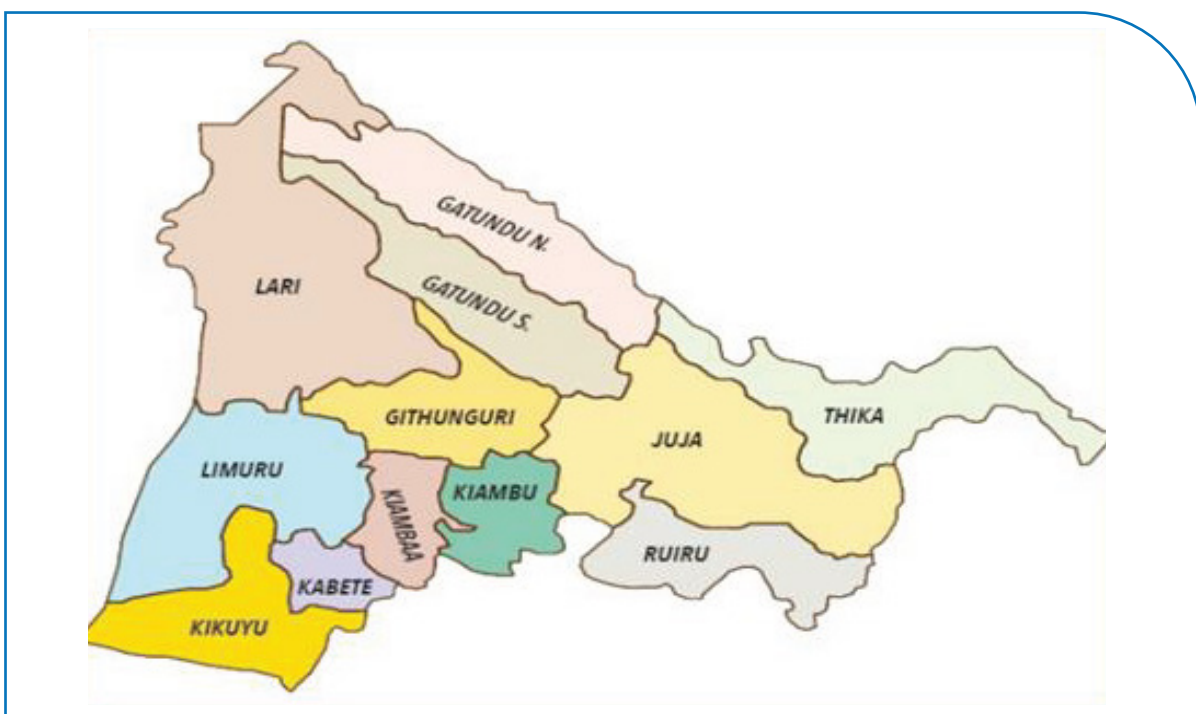 GATUNDU N.
LARI
GATUNDU S.
GITHUNGURI
THIKA
JUJA
LIMURU
KIAMBAA
KIAMBU
RUIRU
KABETE
KIKUYU